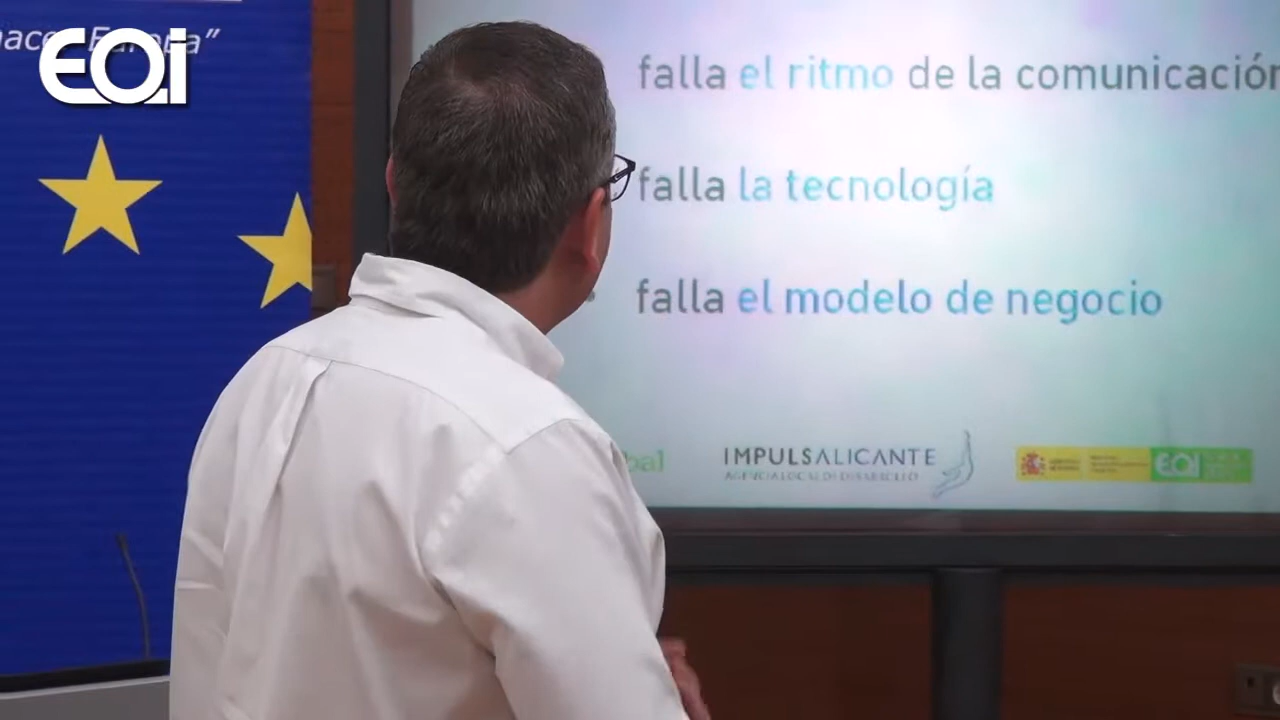 Europa”
EOI
falla el ritmo de la comunicación
falla la tecnología
falla el modelo de negocio
IMPULSALICANTE
AGENCIA LOCAL DE DESARROLLO
EOI